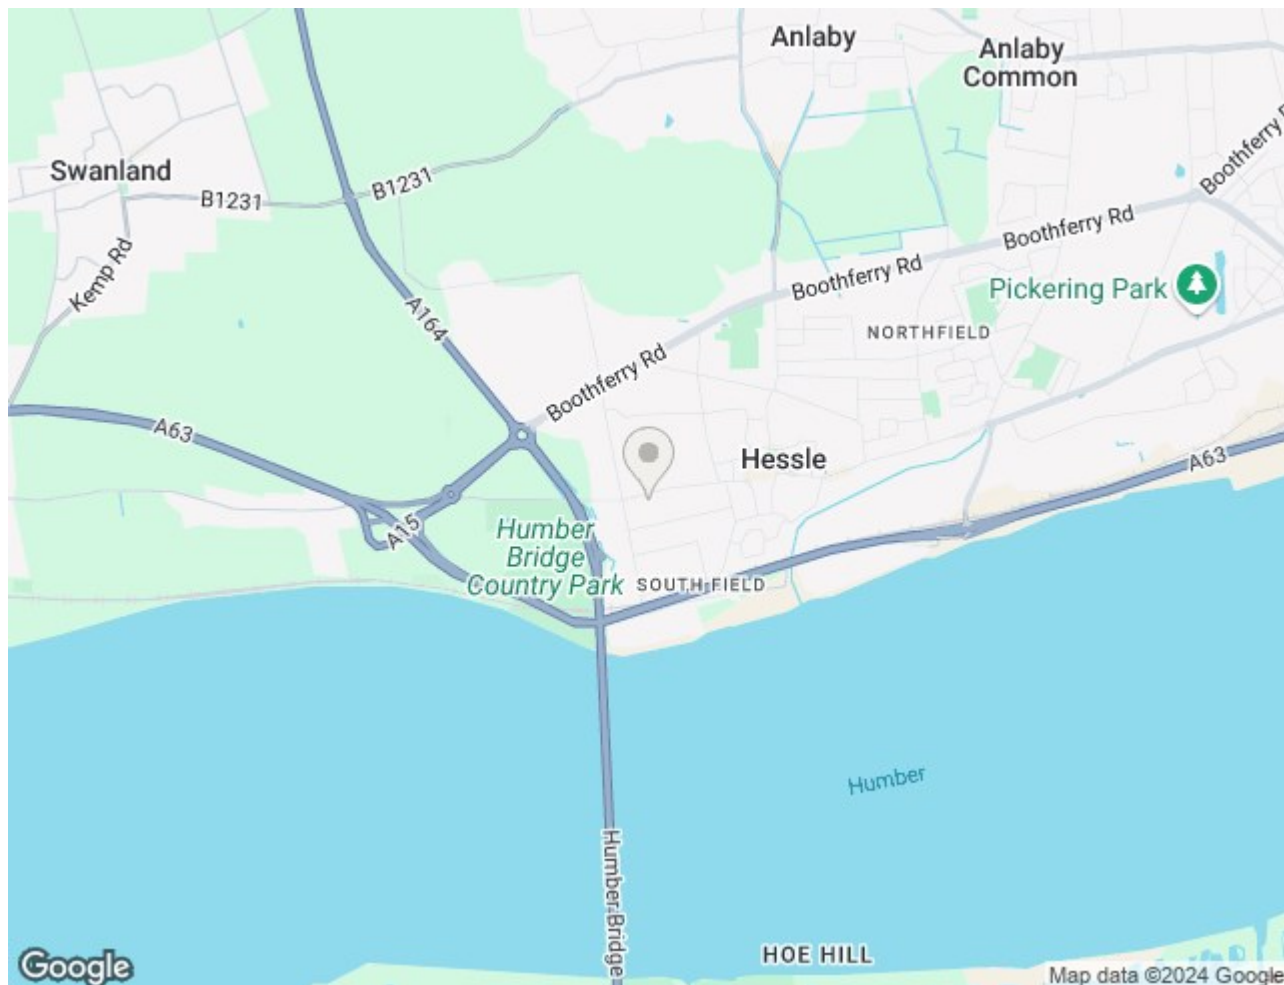 Anlaby
Anlaby
Common
Swanland
B1231
B1231
Boothferry R
Boothferry Rd
Boothferry Rd
Kemp Rd
Pickering Park
A164
NORTHFIELD
Boothferry Rd
A63
Hessle
A63
A15
Humber
Bridge
Country Park
SOUTH FIELD
Humber
Humber Bridge
HOE HILL
Google
Map data ©2024 Google